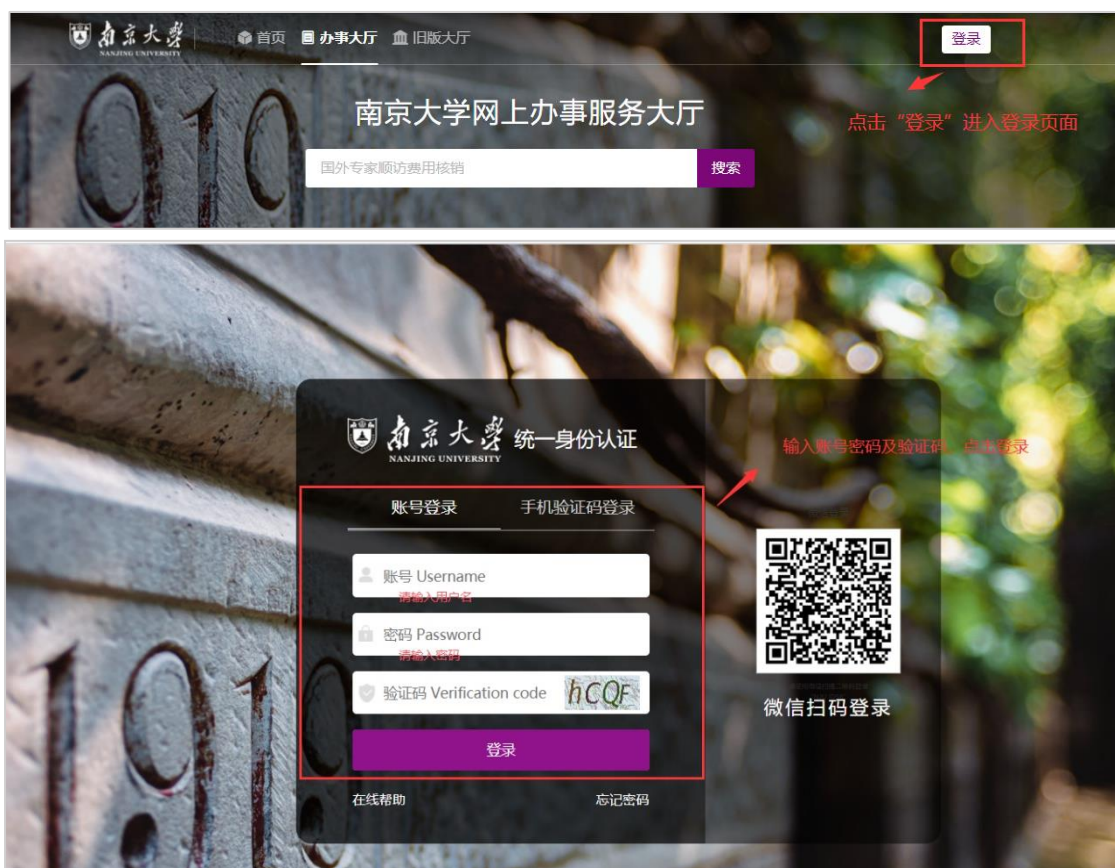 南京大学
NANJING UNIVERSITY
首页 办事大厅 旧版大厅
登录
南京大学网上办事服务大厅
点击“登录”进入登录页面
国外专家顺访费用核销
搜索
1919
南京大学
NANJING UNIVERSITY
统一身份认证
输入账号密码及验证码，点击登录
账号登录 手机验证码登录
账号 Username
请输入用户名
密码 Password
请输入密码
验证码 Verification code hCQF
微信扫码登录
登录
在线帮助 忘记密码
1919